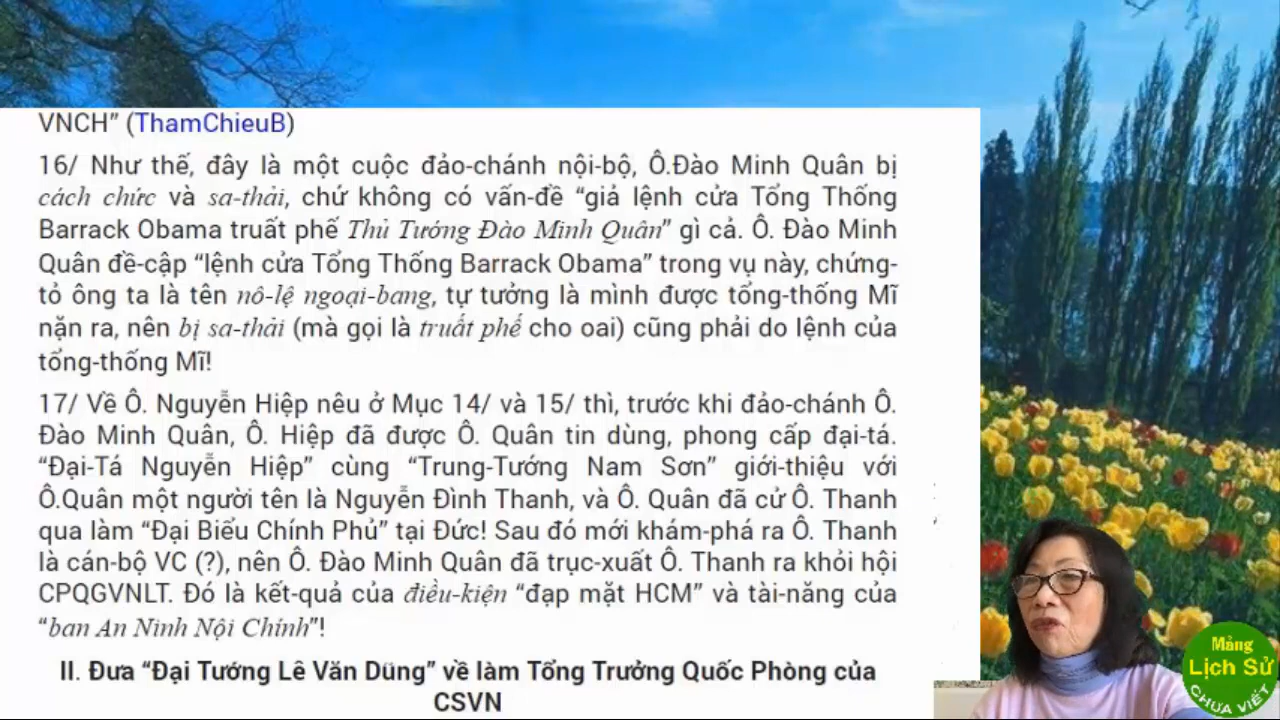 VNCH” (ThamChieuB)
16/ Như thế, đây là một cuộc đảo-chánh nội-bộ, Ô.Đào Minh Quân bị
cách chức và sa-thải, chứ không có vấn-đề “giả lệnh cửa Tổng Thống
Barrack Obama truất phế Thủ Tướng Đào Minh Quân” gì cả. Ô. Đào Minh
Quân đề-cập “lệnh cửa Tổng Thống Barrack Obama” trong vụ này, chứng-
tỏ ông ta là tên nô-lệ ngoại-bang, tự tưởng là mình được tổng-thống Mĩ
nặn ra, nên bị sa-thải (mà gọi là truất phế cho oai) cũng phải do lệnh của
tổng-thống Mĩ!
17/ Về Ô. Nguyễn Hiệp nêu ở Mục 14/ và 15/ thì, trước khi đảo-chánh Ô.
Đào Minh Quân, Ô. Hiệp đã được Ô. Quân tin dùng, phong cấp đại-tá.
“Đại-Tá Nguyễn Hiệp” cùng “Trung-Tướng Nam Sơn” giới-thiệu với
Ô.Quân một người tên là Nguyễn Đình Thanh, và Ô. Quân đã cử Ô. Thanh
qua làm “Đại Biểu Chính Phủ” tại Đức! Sau đó mới khám-phá ra Ô. Thanh
là cán-bộ VC (?), nên Ô. Đào Minh Quân đã trục-xuất Ô. Thanh ra khỏi hội
CPQGVNLT. Đó là kết-quả của điều-kiện “đạp mặt HCM” và tài-năng của
“ban An Ninh Nội Chính”!
II. Đưa “Đại Tướng Lê Văn Dũng” về làm Tổng Trưởng Quốc Phòng của
CSVN
Mảng
Lịch Sử
CHƯA VIẾT